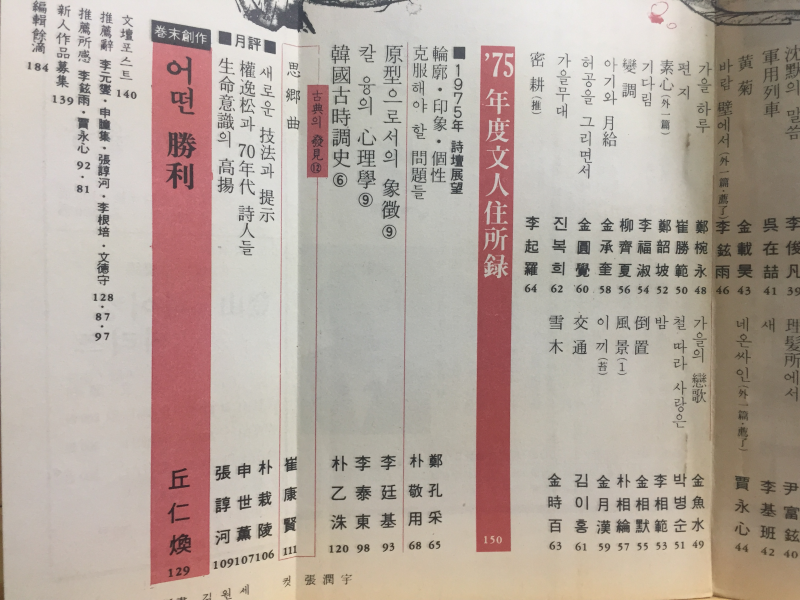 沈默의 말씀 李俊凡 39
理髮所에서 尹富鉉 40
軍用列車 吳在喆 41
새 李基班 42
黃菊 金載昊 43
네온싸인(外一篇·薦了) 賈永心 44
바람 壁에서(外一篇·薦了) 李鉉雨 46
가을 하루 鄭椀永 48
가을의 戀歌 金魚水 49
편지 崔勝範 50
철따라 사랑은 박병순 51
素心(外一篇) 鄭韶坡 52
밤 李相範 53
기다림 李福淑 54
倒置 金相默 55
變調 柳齊夏 56
風景(1) 朴相綸 57
아기와 月給 金承奎 58
이끼(苔) 金月漢 59
허공을 그리면서 金圓覺 60
交通 김이홍 61
가을무대 진복희 62
雪木 金時百 63
密耕(推) 李起羅 64
'75 年度文人住所録 150
■1975年 詩壇展望
輪廓·印象·個性 鄭孔采 65
克服해야 할 問題들 朴敬用 68
原型으로서의 象徵⑨ 李廷基 93
칼 융의 心理學⑨ 李泰東 98
韓國古時調史⑥ 朴乙洙 120
古典의 發見⑫
思鄕曲 崔康賢 111
■月評■
새로운 技法과 提示 朴栽陵 106
權逸松과 70年代 詩人들 申世薰 107
生命意識의 高揚 張諄河 109
巻末創作
어떤 勝利 丘仁煥 129
文壇포스트 140
推薦辭 李元燮·申瞳集·張諄河·李根培·文德守 128·87·97
推薦所感 李鉉雨·賈永心 92·81
新人作品募集 139
編輯餘滴 184
김원세
컷 張潤宇